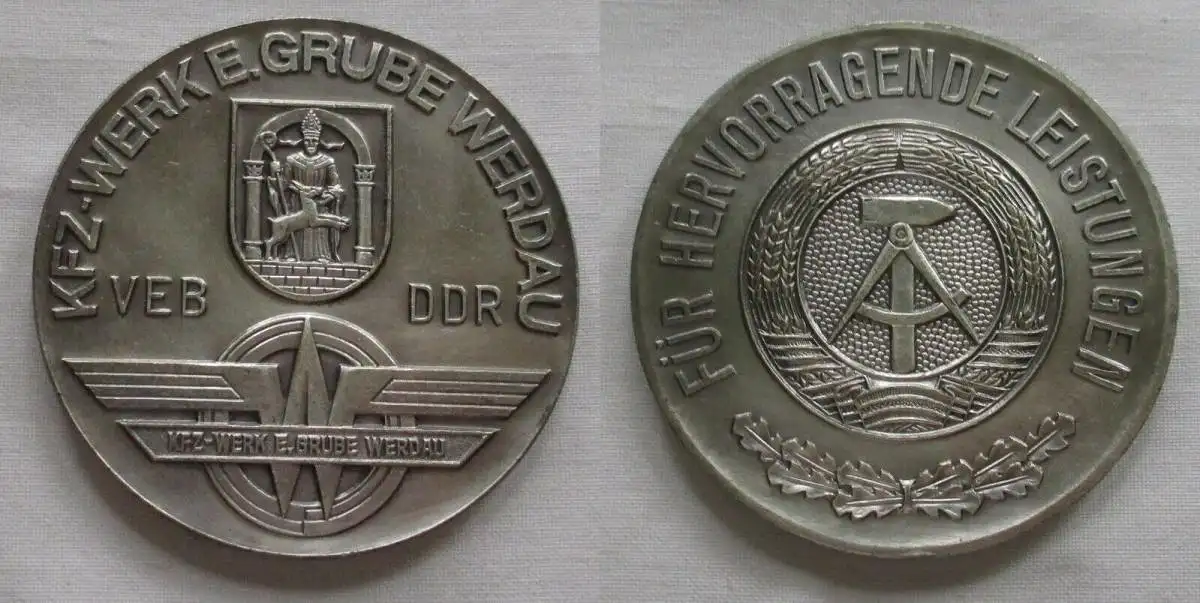 KFZ-WERK E.GRUBE WERDAU
VEB DDR
KFZ-WERK E.GRUBE WERDAU
FÜR HERVORRAGENDE LEISTUNGEN